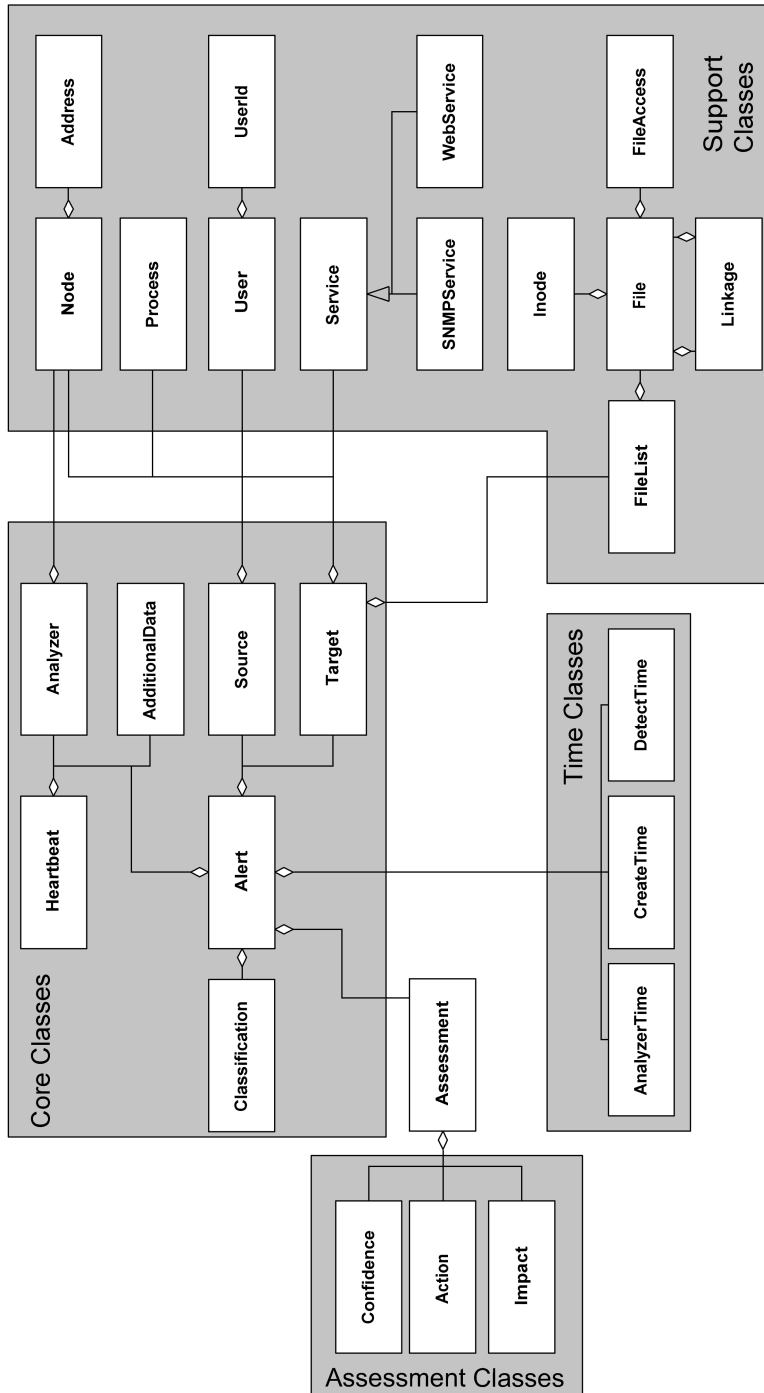 Core Classes
Heartbeat
Analyzer
AdditionalData
Classification
Alert
Source
Target
Assessment
Assessment Classes
Confidence
Action
Impact
Time Classes
AnalyzerTime
CreateTime
DetectTime
Support
Classes
Node
Address
Process
User
UserId
Service
SNMPService
WebService
Inode
FileList
File
FileAccess
Linkage